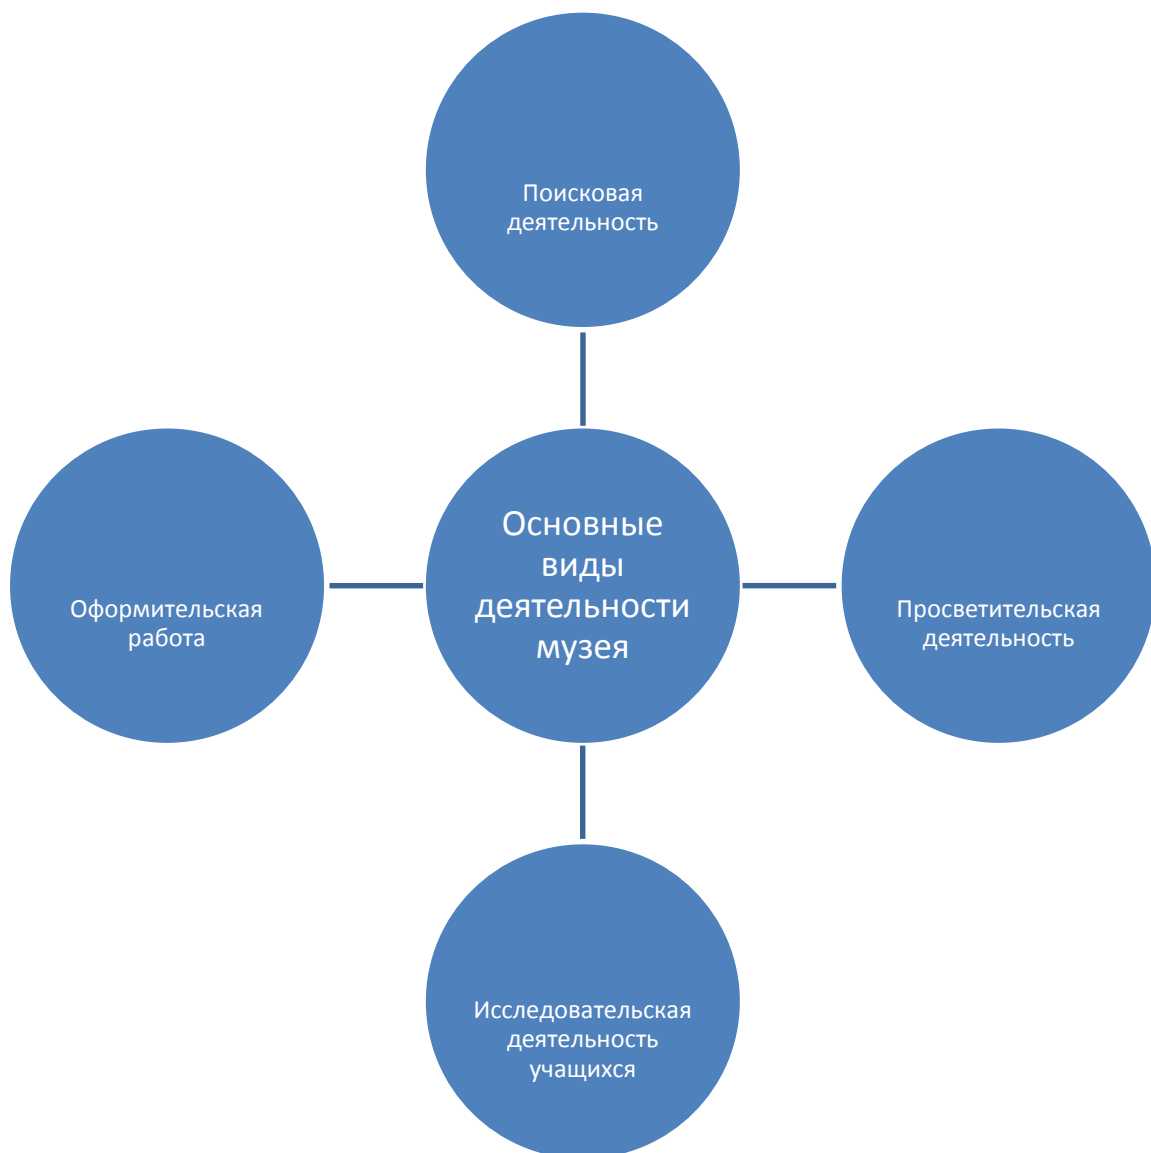 Поисковая
деятельность
Основные
виды
деятельности
музея
Оформительская
работа
Просветительская
деятельность
Исследовательская
деятельность
учащихся